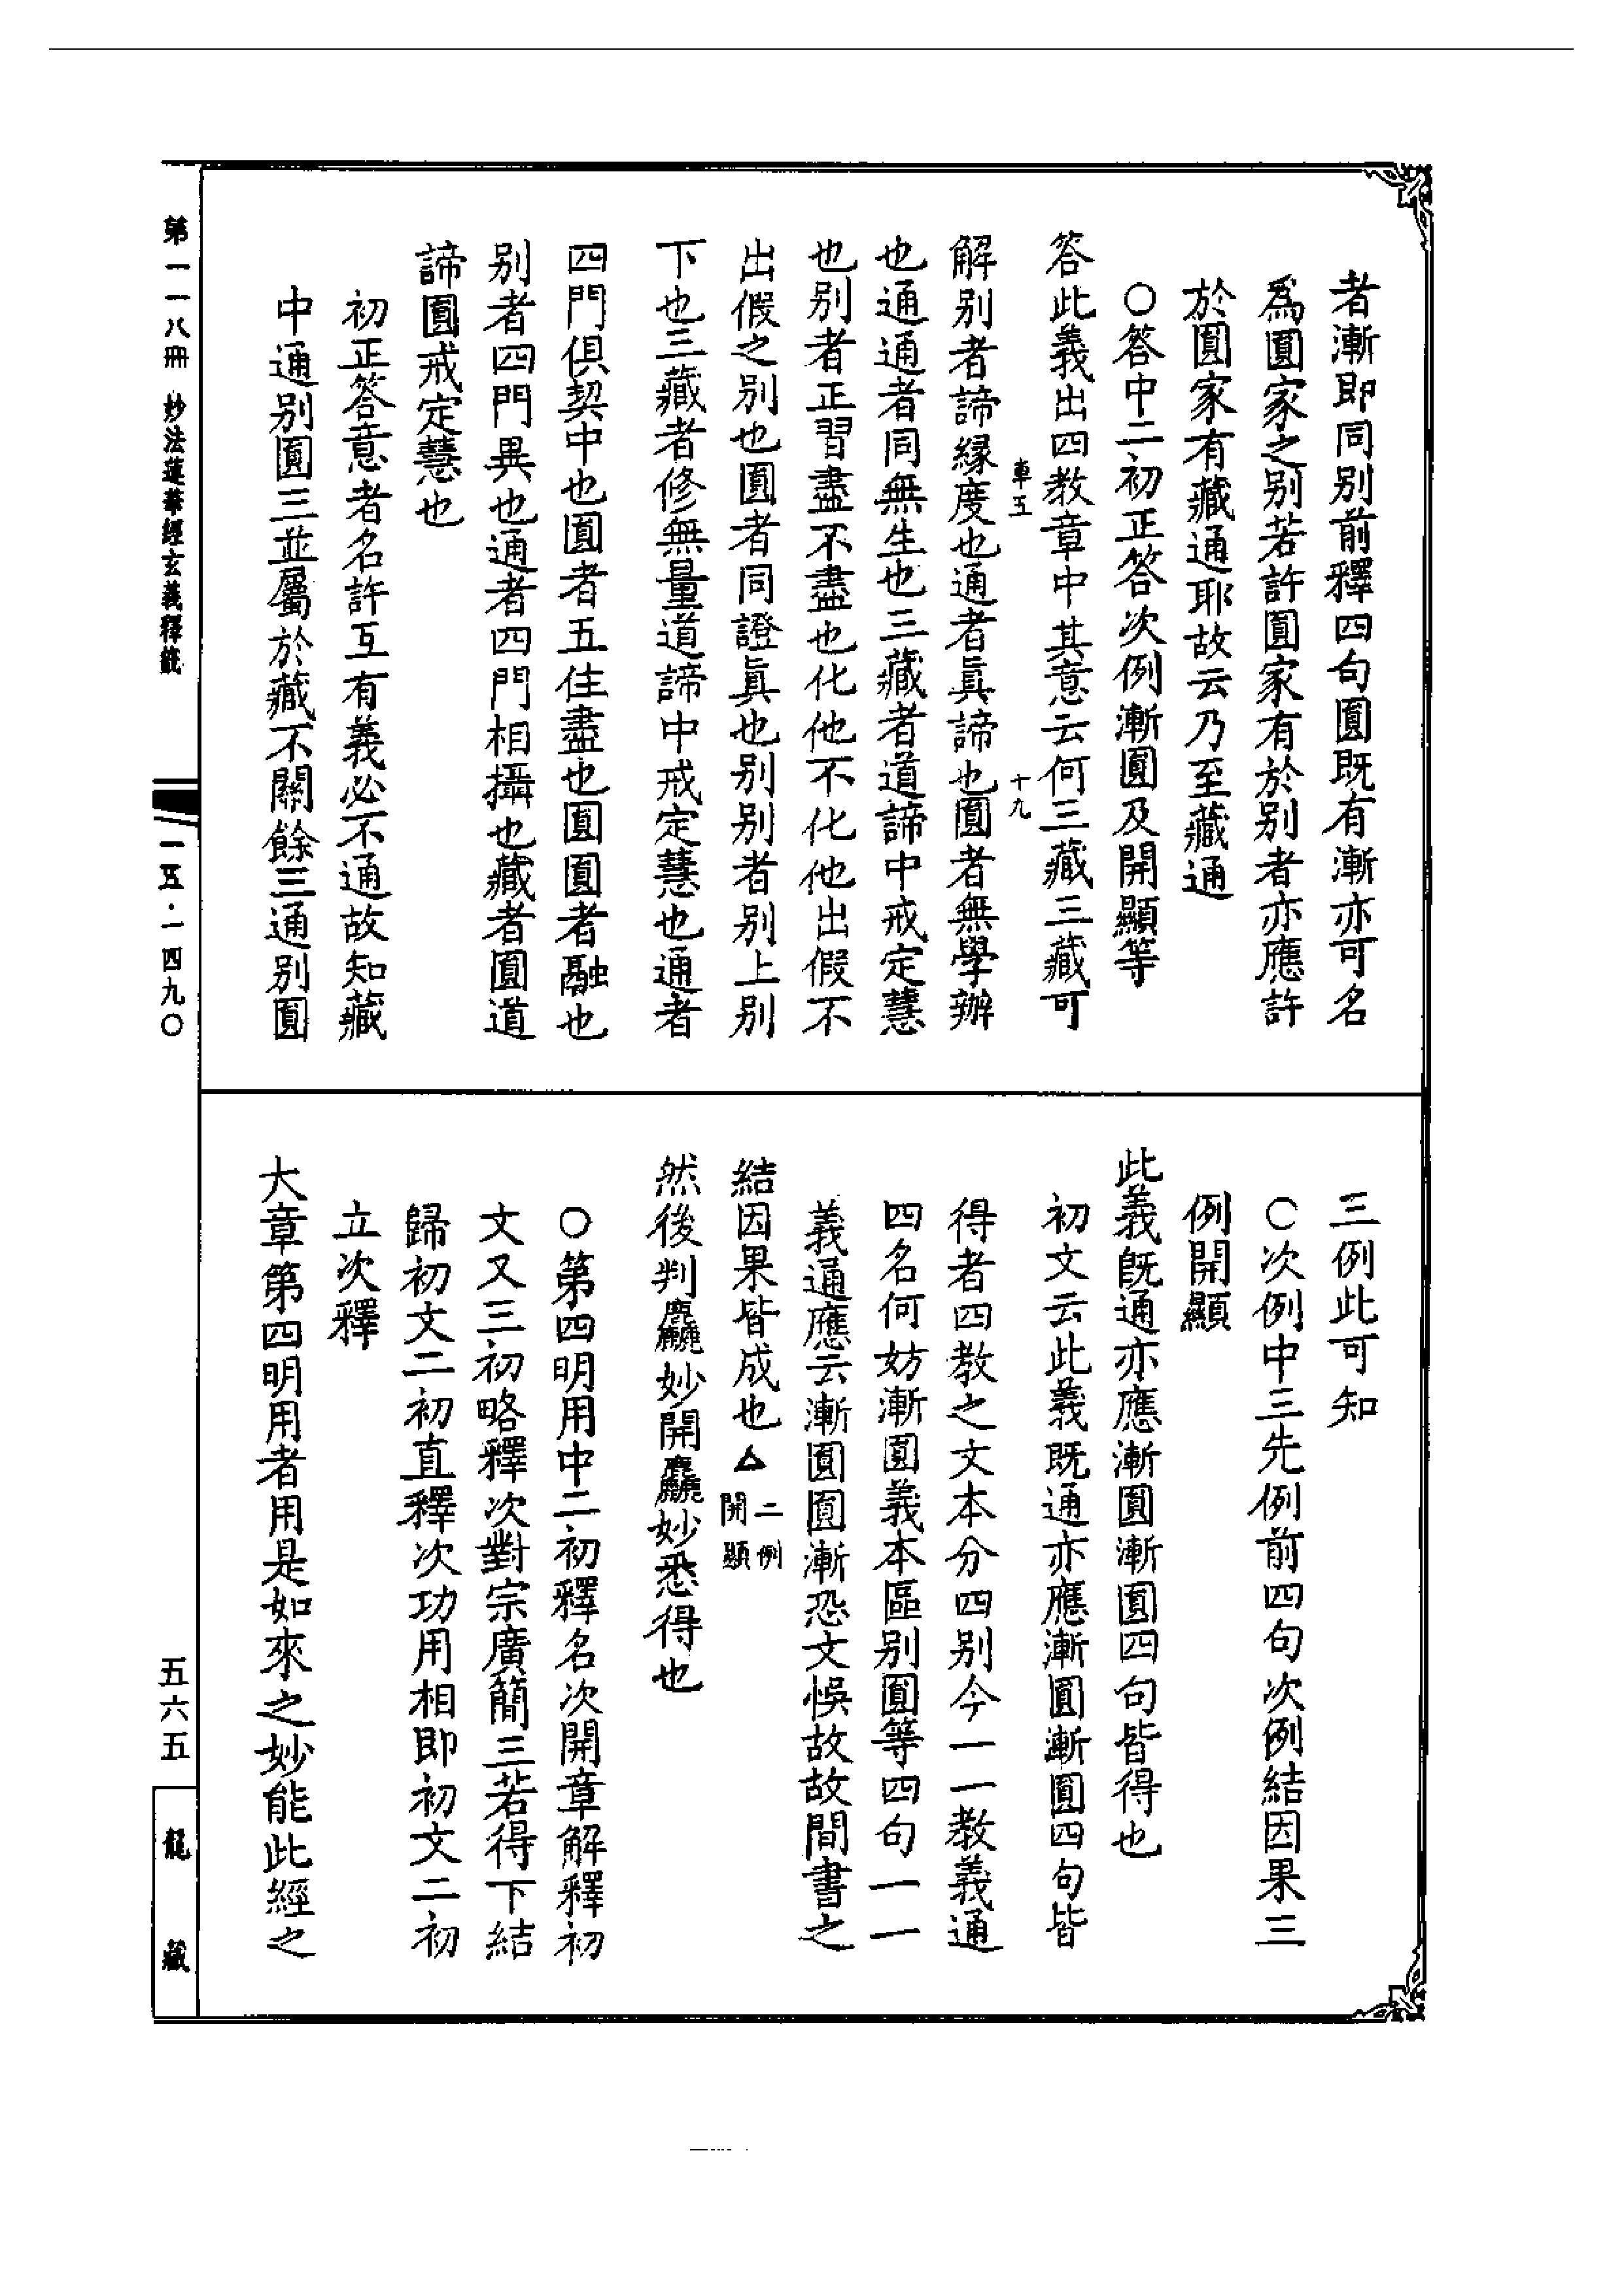 者漸即同別前釋四句圓既有漸亦可名
為圓家之別若許圓家有於別者亦應許
於圓家有藏通耶故云乃至藏通
○答中二初正答次例漸圓及開顯等
答此義出四教章中其意云何三藏三藏可
車五
十九
解別者諦緣度也通者眞諦也圓者無學辦
也通通者同無生也三藏者道諦中戒定慧
也別者正習盡不盡也化他不化他出假不
出假之別也圓者同證眞也別別者別上別
下也三藏者修無量道諦中戒定慧也通者
四門俱契中也圓者五住盡也圓圓者融也
別者四門異也通者四門相攝也藏者圓道
諦圓戒定慧也
初正答意者名許互有義必不通故知藏
中通別圓三並屬於藏不關餘三通別圓
三例此可知
○次例中三先例前四句次例結因果三
例開顯
此義既通亦應漸圓漸圓四句皆得也
初文云此義既通亦應漸圓漸圓四句皆
得者四教之文本分四別今一一教義通
四名何妨漸圓義本區別圓等四句一一
義通應云漸圓圓漸恐文悞故故間書之
結因果皆成也△二例開顯
然後判麤妙開麤妙悉得也
○第四明用中二初釋名次開章解釋初
文又三初略釋次對宗廣簡三若得下結
歸初文二初直釋次功用相即初文二初
立次釋
大章第四明用者用是如來之妙能此經之
第一一八冊 妙法蓮華經玄義釋籤
一五·一四九〇
五六五
龍藏